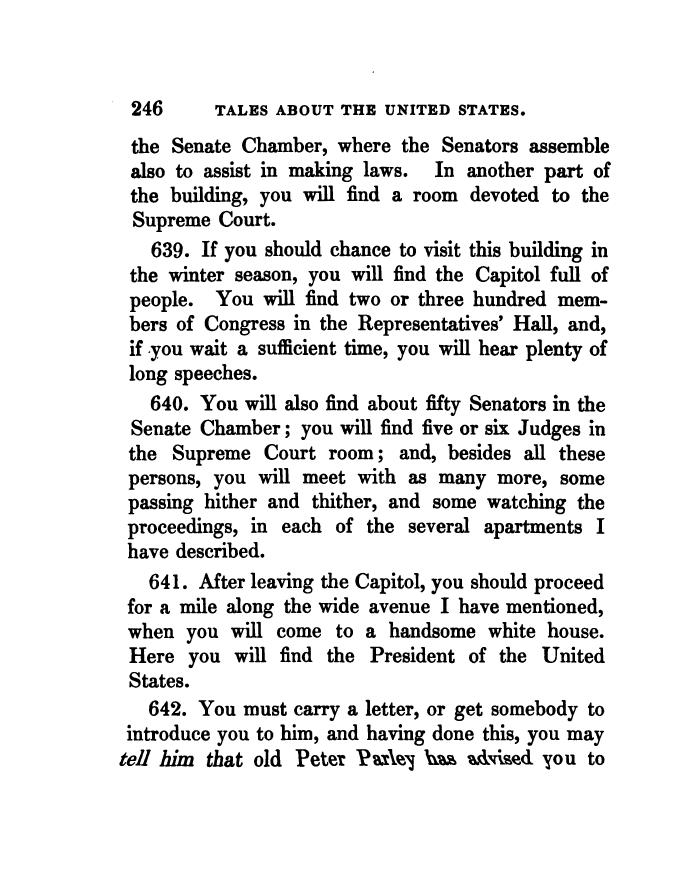 246 TALES ABOUT THE UNITED STATES.
the Senate Chamber, where the Senators assemble
also to assist in making laws. In another part of
the building, you will find a room devoted to the
Supreme Court.
639. If you should chance to visit this building in
the winter season, you will find the Capitol full of
people. You will find two or three hundred mem-
bers of Congress in the Representatives' Hall, and,
if you wait a sufficient time, you will hear plenty of
long speeches.
640. You will also find about fifty Senators in the
Senate Chamber; you will find five or six Judges in
the Supreme Court room; and, besides all these
persons, you will meet with as many more, some
passing hither and thither, and some watching the
proceedings, in each of the several apartments I
have described.
641. After leaving the Capitol, you should proceed
for a mile along the wide avenue I have mentioned,
when you will come to a handsome white house.
Here you will find the President of the United
States.
642. You must carry a letter, or get somebody to
introduce you to him, and having done this, you may
tell him that old Peter Parley has advised you to